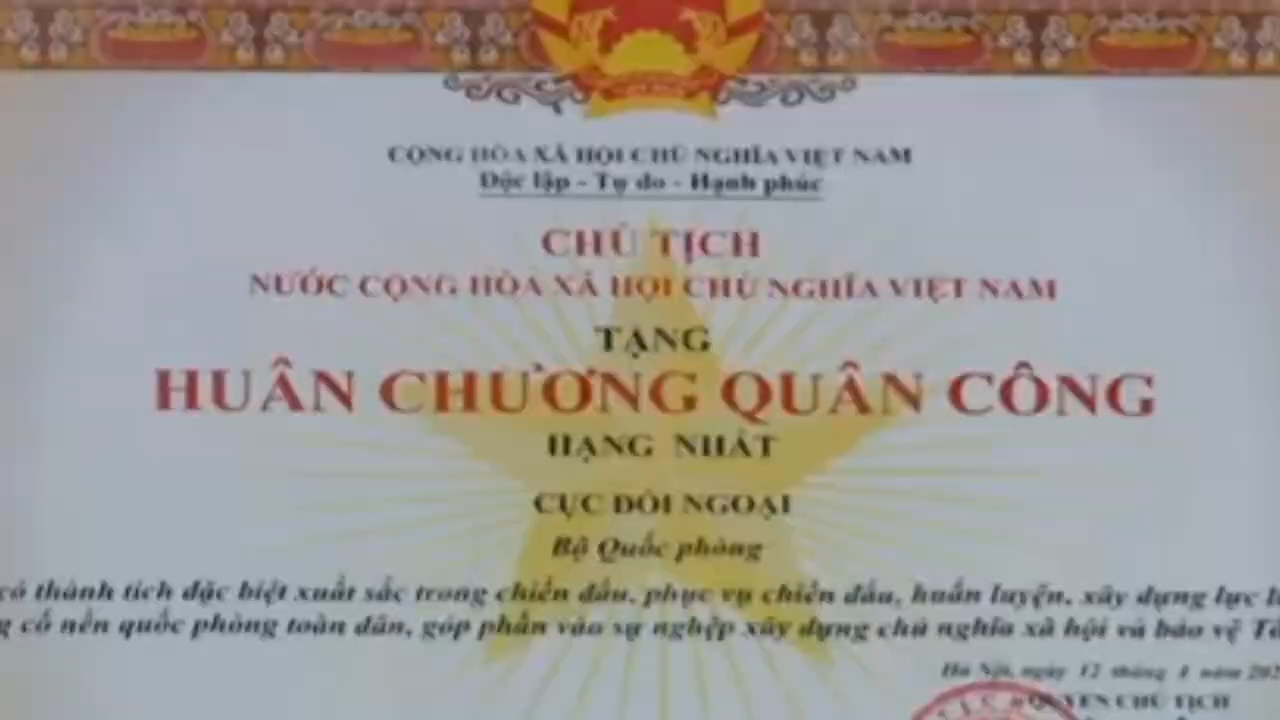 CỘNG HÒA XÃ HỘI CHỦ NGHĨA VIỆT NAM
Độc lập - Tự do - Hạnh phúc
CHỦ TỊCH
NƯỚC CỘNG HÒA XÃ HỘI CHỦ NGHĨA VIỆT NAM
TẶNG
HUÂN CHƯƠNG QUÂN CÔNG
HẠNG NHẤT
CỤC ĐỐI NGOẠI
Bộ Quốc phòng
có thành tích đặc biệt xuất sắc trong chiến đấu, phục vụ chiến đấu, huấn luyện, xây dựng lực
cố nền quốc phòng toàn dân, góp phần vào sự nghiệp xây dựng chủ nghĩa xã hội và bảo vệ
Hà Nội, ngày 12 tháng năm
QUYỀN CHỦ TỊCH